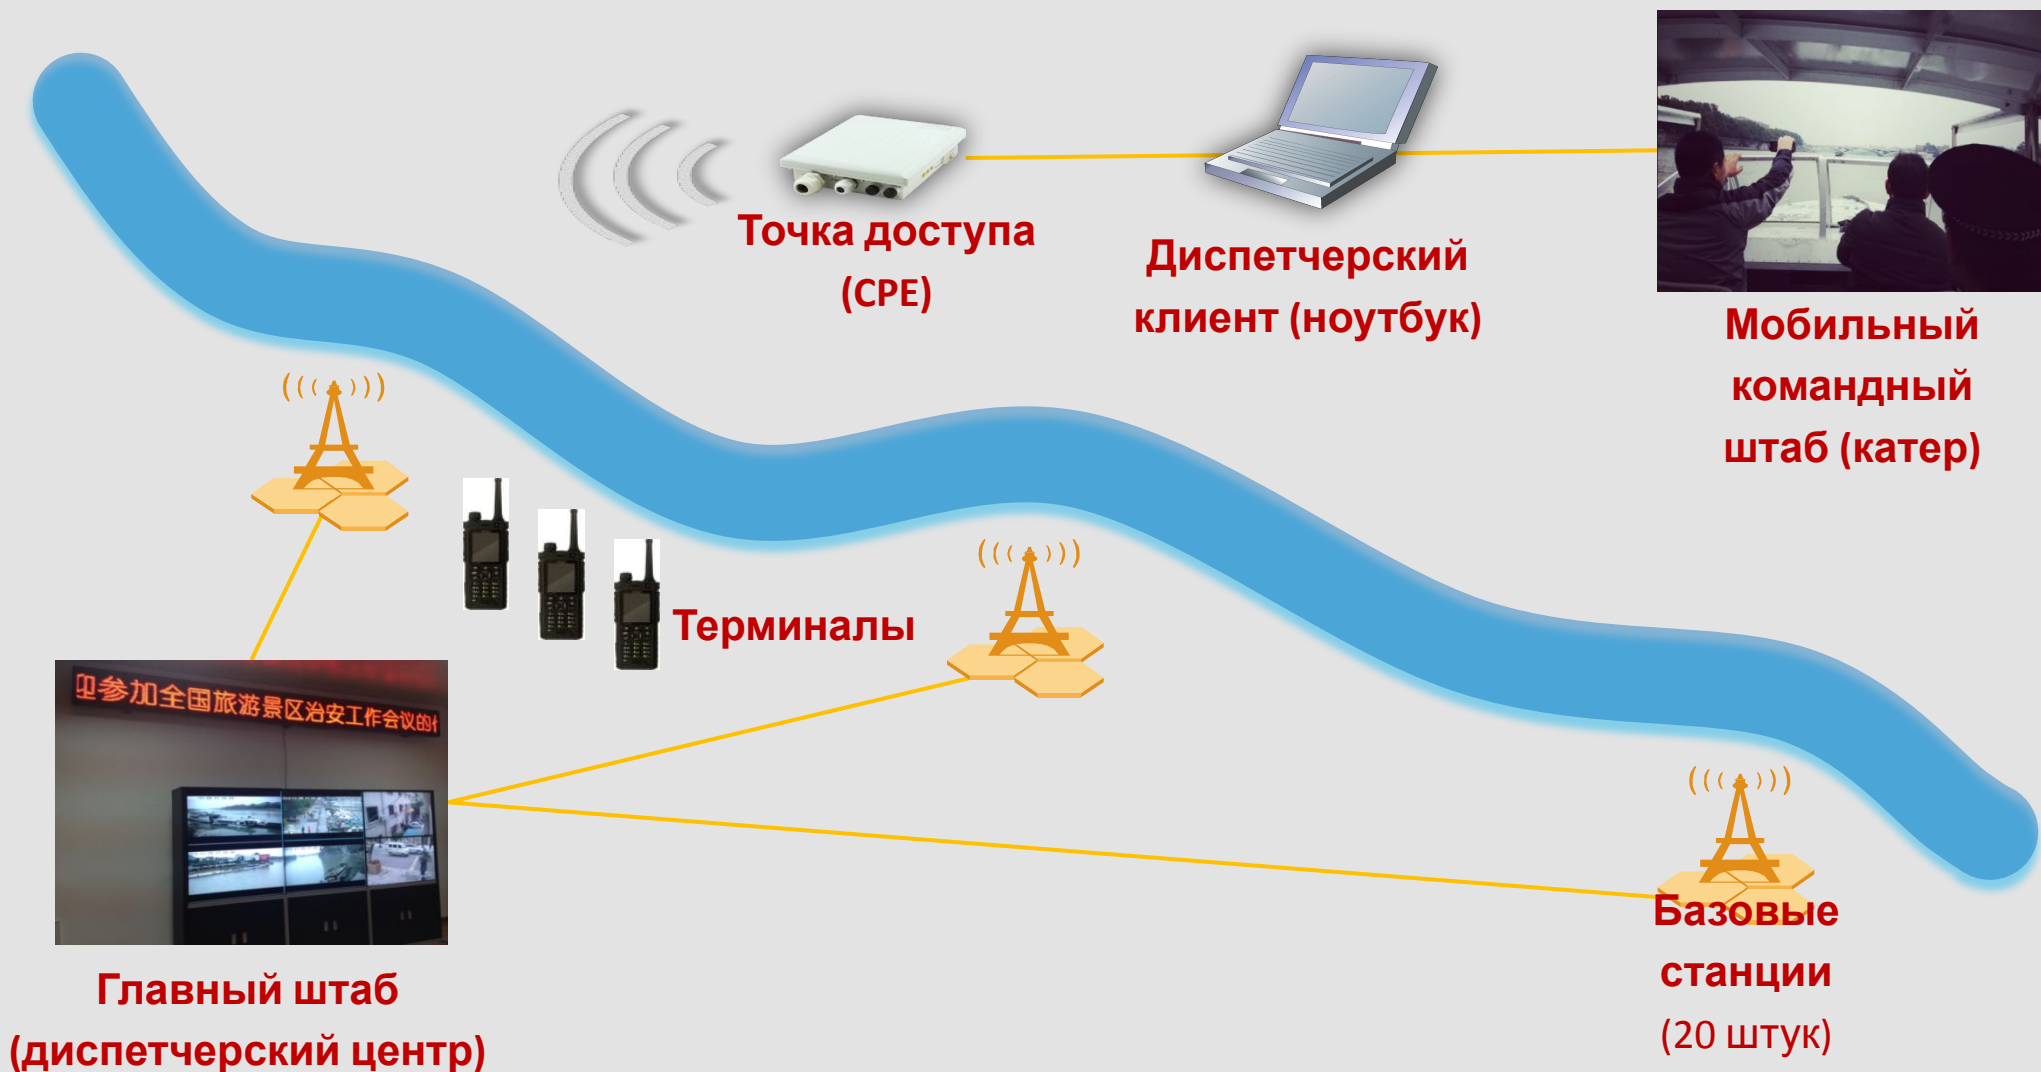 Точка доступа
(CPE)
Диспетчерский
клиент (ноутбук)
Мобильный
командный
штаб (катер)
Терминалы
参加全国旅游景区治安工作会议的
Базовые
станции
(20 штук)
Главный штаб
(диспетчерский центр)